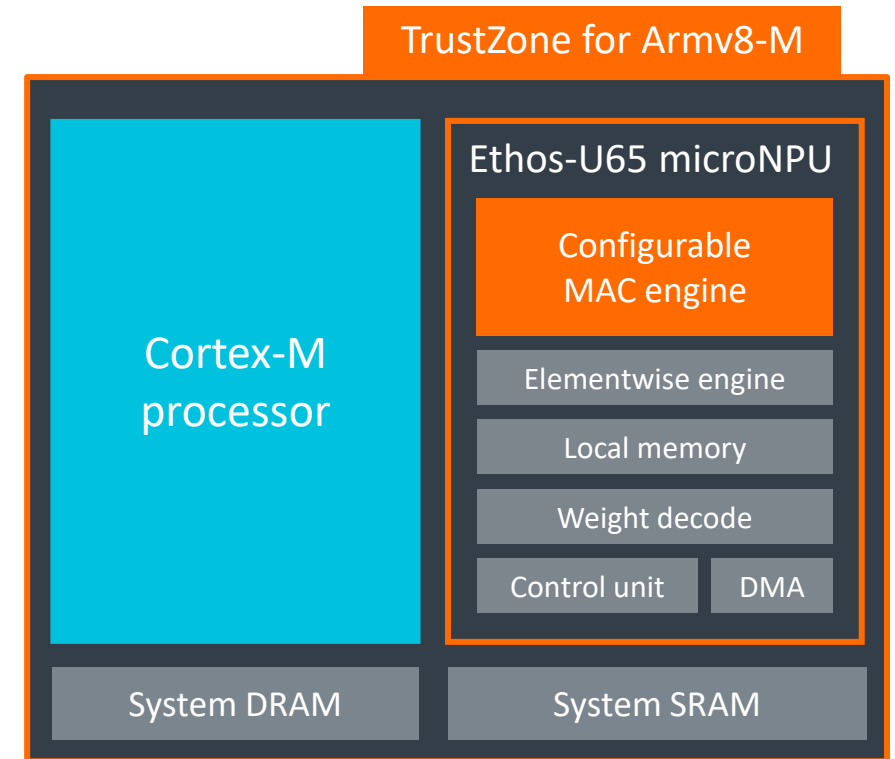 TrustZone for Armv8-M
Cortex-M
processor
Ethos-U65 microNPU
Configurable
MAC engine
Elementwise engine
Local memory
Weight decode
Control unit
DMA
System DRAM
System SRAM